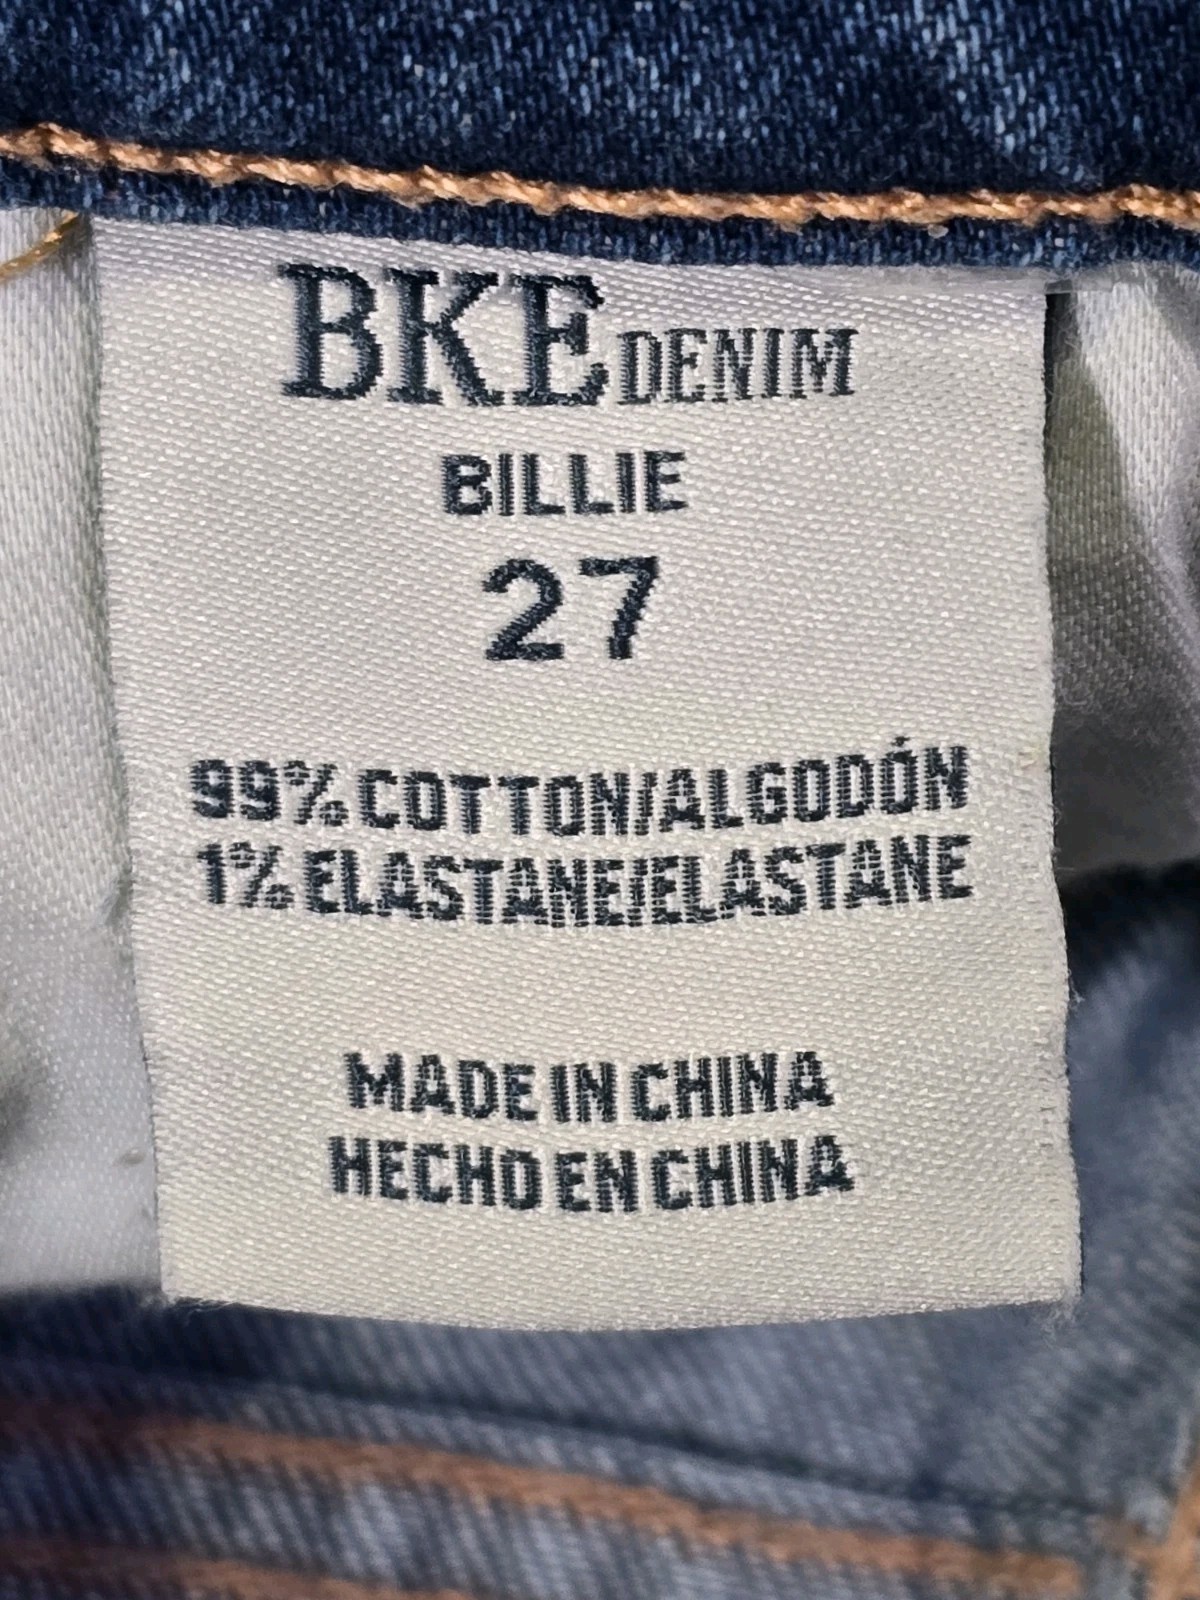 BKE DENIM
BILLIE
27
99% COTTON/ALGODÓN
1% ELASTANE/ELASTANE
MADE IN CHINA
HECHO EN CHINA